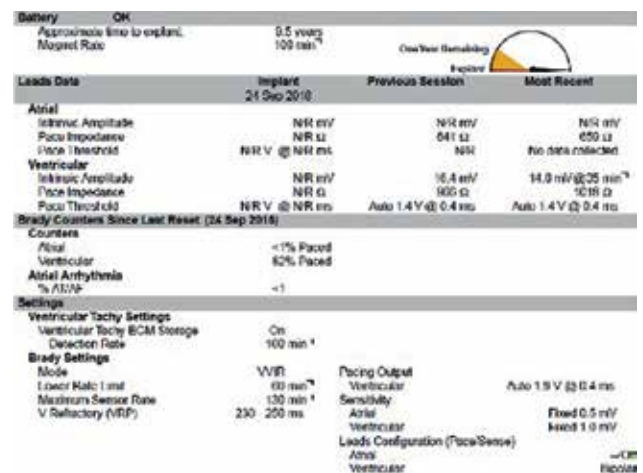 Battery OK
Approximate time to explant: 9.5 years
Magnet Rate 100 min⁻¹
One Year Remaining
Explant
Leads Data Implant Previous Session Most Recent
24 Sep 2018
Atrial
Intrinsic Amplitude N/R mV N/R mV N/R mV
Pace Impedance N/R Ω 641 Ω 659 Ω
Pace Threshold N/R V @ N/R ms N/R No data collected
Ventricular
Intrinsic Amplitude N/R mV 16.4 mV 14.0 mV@35 min⁻¹
Pace Impedance N/R Ω Ω 1018 Ω
Pace Threshold N/R V @ N/R ms Auto 1.4 V @ 0.4 ms Auto 1.4 V @ 0.4 ms
Brady Counters Since Last Reset (24 Sep 2018)
Counters
Atrial <1% Paced
Ventricular 62% Paced
Atrial Arrhythmia
% AT/AF <1
Settings
Ventricular Tachy Settings
Ventricular Tachy EGM Storage On
Detection Rate 160 min⁻¹
Brady Settings
Mode VVIR Pacing Output
Lower Rate Limit 60 min⁻¹ Ventricular Auto 1.9 V @ 0.4 ms
Maximum Sensor Rate 130 min⁻¹ Sensitivity
V Refractory (VRP) 230 - 250 ms Atrial Fixed 0.5 mV
Ventricular Fixed 1.0 mV
Leads Configuration (Pace/Sense)
Atrial
Ventricular Bipolar